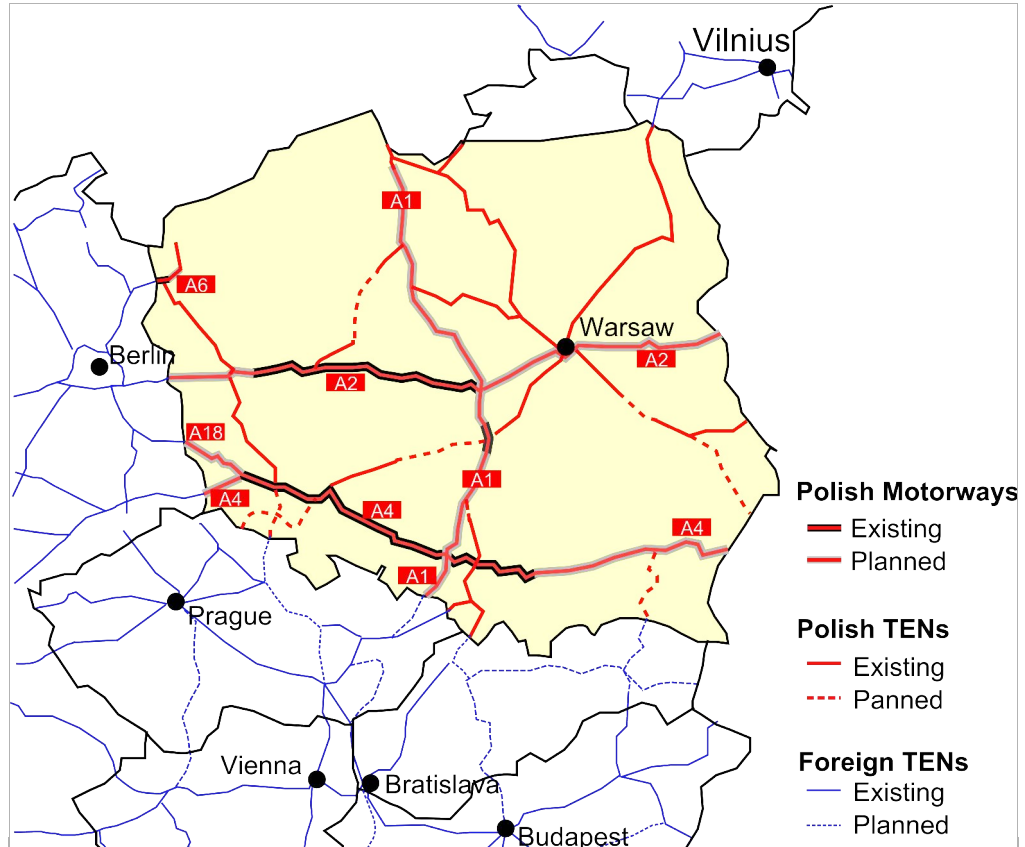 Vilnius
A1
A6
Warsaw
Berlin
A2
A2
A18
A1
Polish Motorways
A4
A4
A4
Existing
Planned
A1
Prague
Polish TENs
Existing
Panned
Vienna
Bratislava
Foreign TENs
Existing
Planned
Budapest